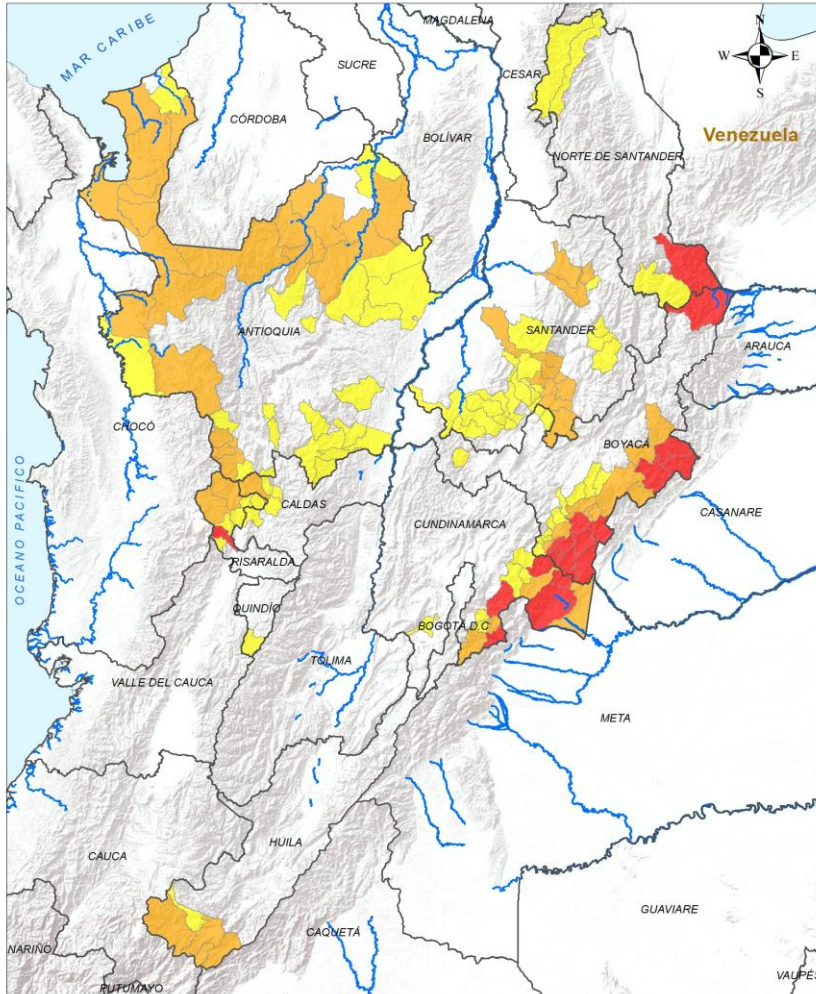 MAGDALENA
N
W E
S
MAR CARIBE
SUCRE
CESAR
CÓRDOBA
BOLÍVAR
Venezuela
NORTE DE SANTANDER
ANTIOQUIA
SANTANDER
ARAUCA
CHOCÓ
BOYACÁ
CALDAS
CUNDINAMARCA
CASANARE
OCEANO PACIFICO
RISARALDA
QUINDÍO
BOGOTÁ D.C
TOLIMA
VALLE DEL CAUCA
META
HUILA
CAUCA
GUAVIARE
CAQUETÁ
NARIÑO
PUTUMAYO
VAUPÉS